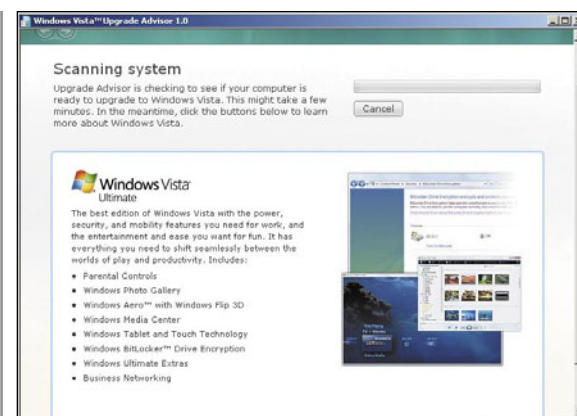 Windows Vista™ Upgrade Advisor 1.0
Scanning system
Upgrade Advisor is checking to see if your computer is
ready to upgrade to Windows Vista. This might take a few
minutes. In the meantime, click the buttons below to learn
more about Windows Vista.
Cancel
Windows Vista
Ultimate
The best edition of Windows Vista with the power,
security, and mobility features you need for work, and
the entertainment and ease you want for fun. It has
everything you need to shift seamlessly between the
worlds of play and productivity. Includes:
• Parental Controls
• Windows Photo Gallery
• Windows Aero™ with Windows Flip 3D
• Windows Media Center
• Windows Tablet and Touch Technology
• Windows BitLocker™ Drive Encryption
• Windows Ultimate Extras
• Business Networking